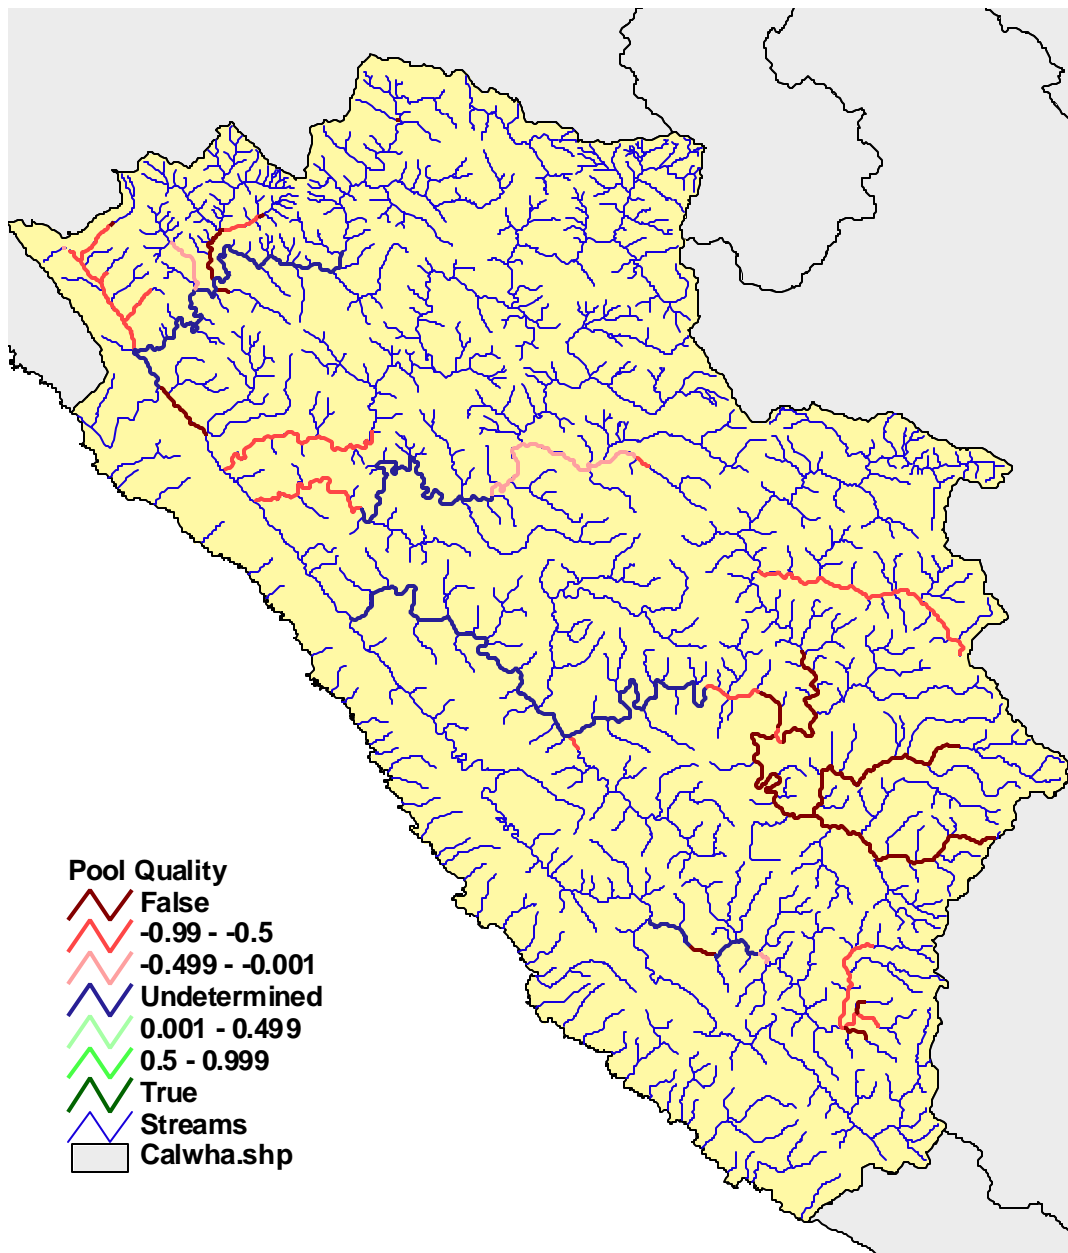 Pool Quality
False
-0.99 - -0.5
-0.499 - -0.001
Undetermined
0.001 - 0.499
0.5 - 0.999
True
Streams
Calwha.shp